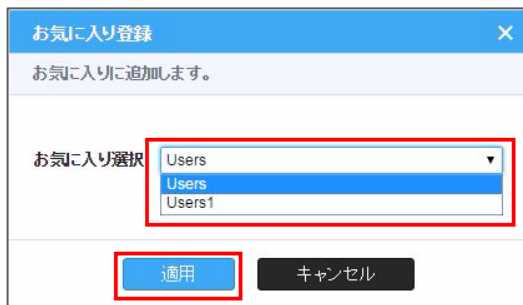 お気に入り登録
お気に入りに追加します。
お気に入り選択 Users
Users
Users1
適用 キャンセル